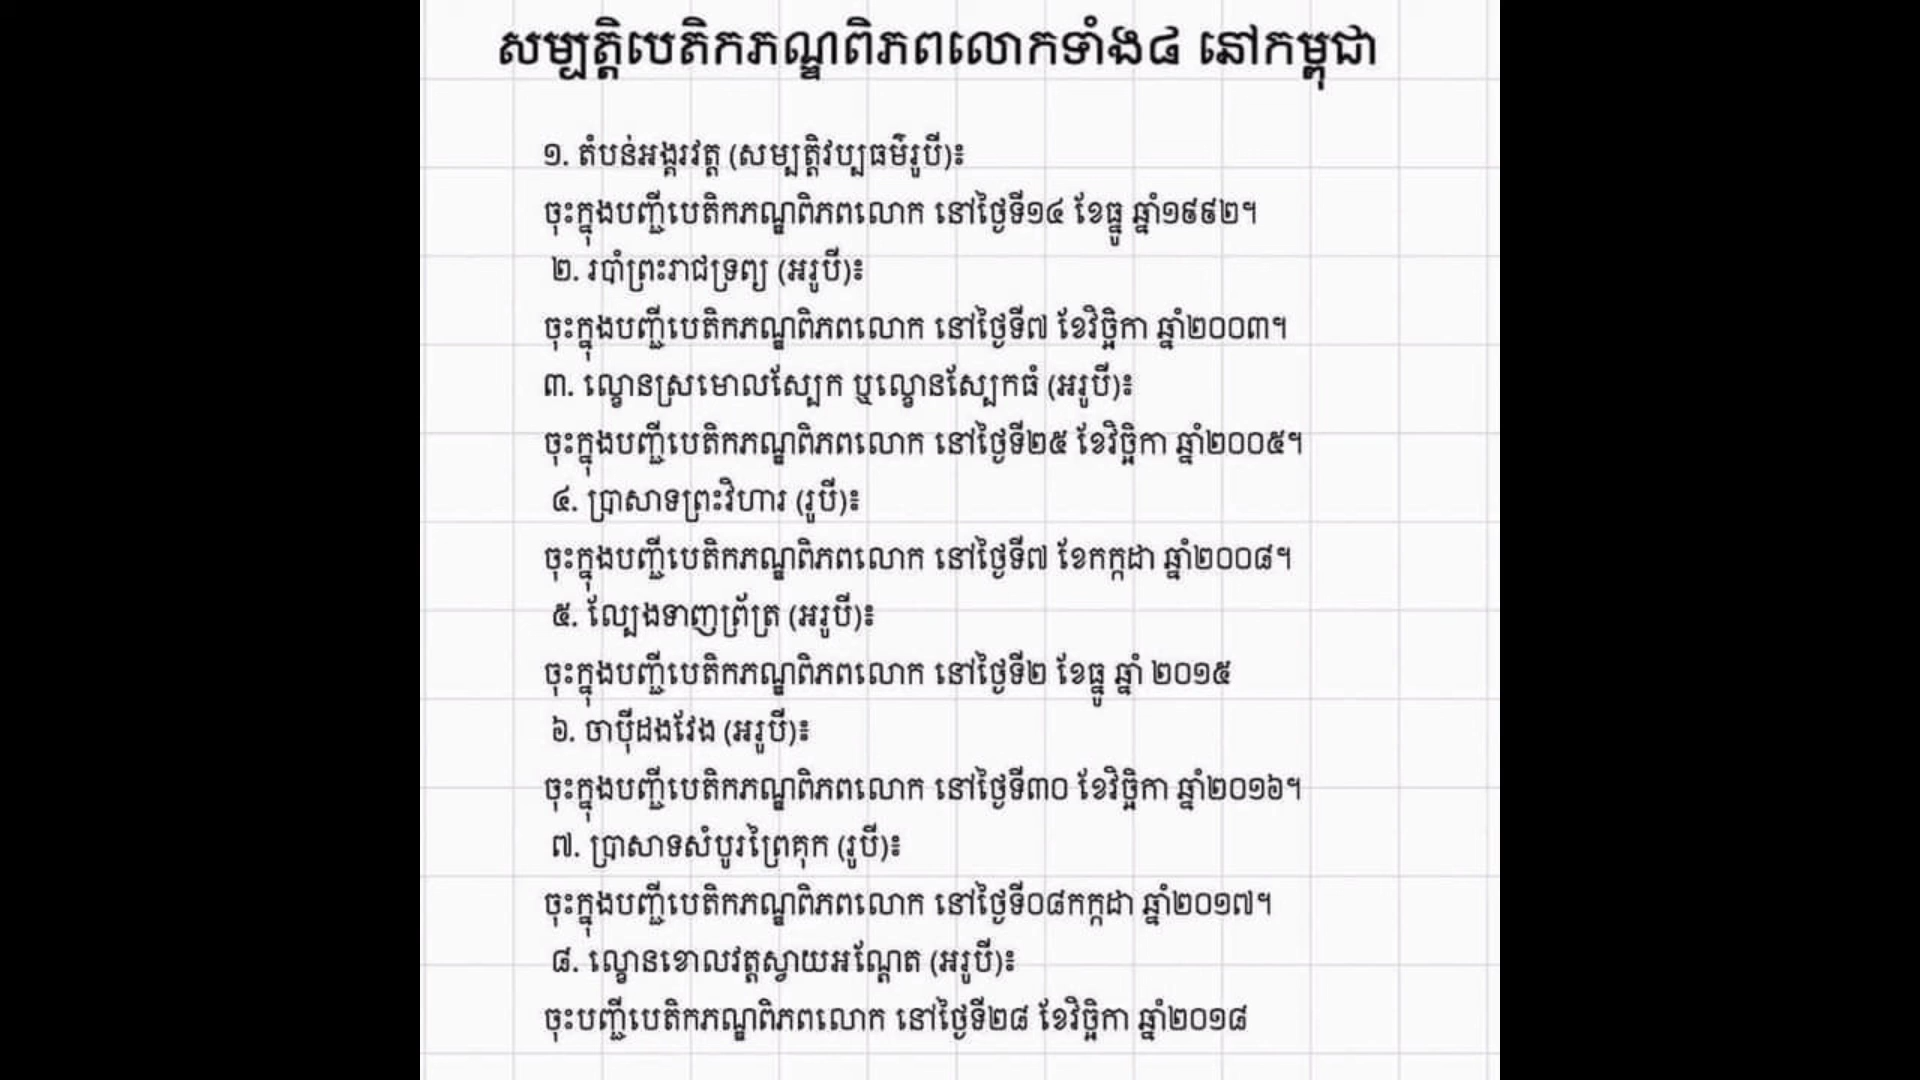 សម្បត្តិបេតិកភណ្ឌពិភពលោកទាំង៨ នៅកម្ពុជា
១. តំបន់អង្គរវត្ត (សម្បត្តិវប្បធម៌រូបី)៖
ចុះក្នុងបញ្ជីបេតិកភណ្ឌពិភពលោក នៅថ្ងៃទី១៤ ខែធ្នូ ឆ្នាំ១៩៩២។
២. របាំព្រះរាជទ្រព្យ (អរូបី)៖
ចុះក្នុងបញ្ជីបេតិកភណ្ឌពិភពលោក នៅថ្ងៃទី៧ ខែវិច្ឆិកា ឆ្នាំ២០០៣។
៣. ល្ខោនស្រមោលស្បែក ឬល្ខោនស្បែកធំ (អរូបី)៖
ចុះក្នុងបញ្ជីបេតិកភណ្ឌពិភពលោក នៅថ្ងៃទី២៥ ខែវិច្ឆិកា ឆ្នាំ២០០៥។
៤. ប្រាសាទព្រះវិហារ (រូបី)៖
ចុះក្នុងបញ្ជីបេតិកភណ្ឌពិភពលោក នៅថ្ងៃទី៧ ខែកក្កដា ឆ្នាំ២០០៨។
៥. ល្បែងទាញព្រ័ត្រ (អរូបី)៖
ចុះក្នុងបញ្ជីបេតិកភណ្ឌពិភពលោក នៅថ្ងៃទី២ ខែធ្នូ ឆ្នាំ ២០១៥
៦. ចាប៉ីដងវែង (អរូបី)៖
ចុះក្នុងបញ្ជីបេតិកភណ្ឌពិភពលោក នៅថ្ងៃទី៣០ ខែវិច្ឆិកា ឆ្នាំ២០១៦។
៧. ប្រាសាទសំបូរព្រៃគុក (រូបី)៖
ចុះក្នុងបញ្ជីបេតិកភណ្ឌពិភពលោក នៅថ្ងៃទី០៨កក្កដា ឆ្នាំ២០១៧។
៨. ល្ខោនខោលវត្តស្វាយអណ្តែត (អរូបី)៖
ចុះបញ្ជីបេតិកភណ្ឌពិភពលោក នៅថ្ងៃទី២៨ ខែវិច្ឆិកា ឆ្នាំ២០១៨